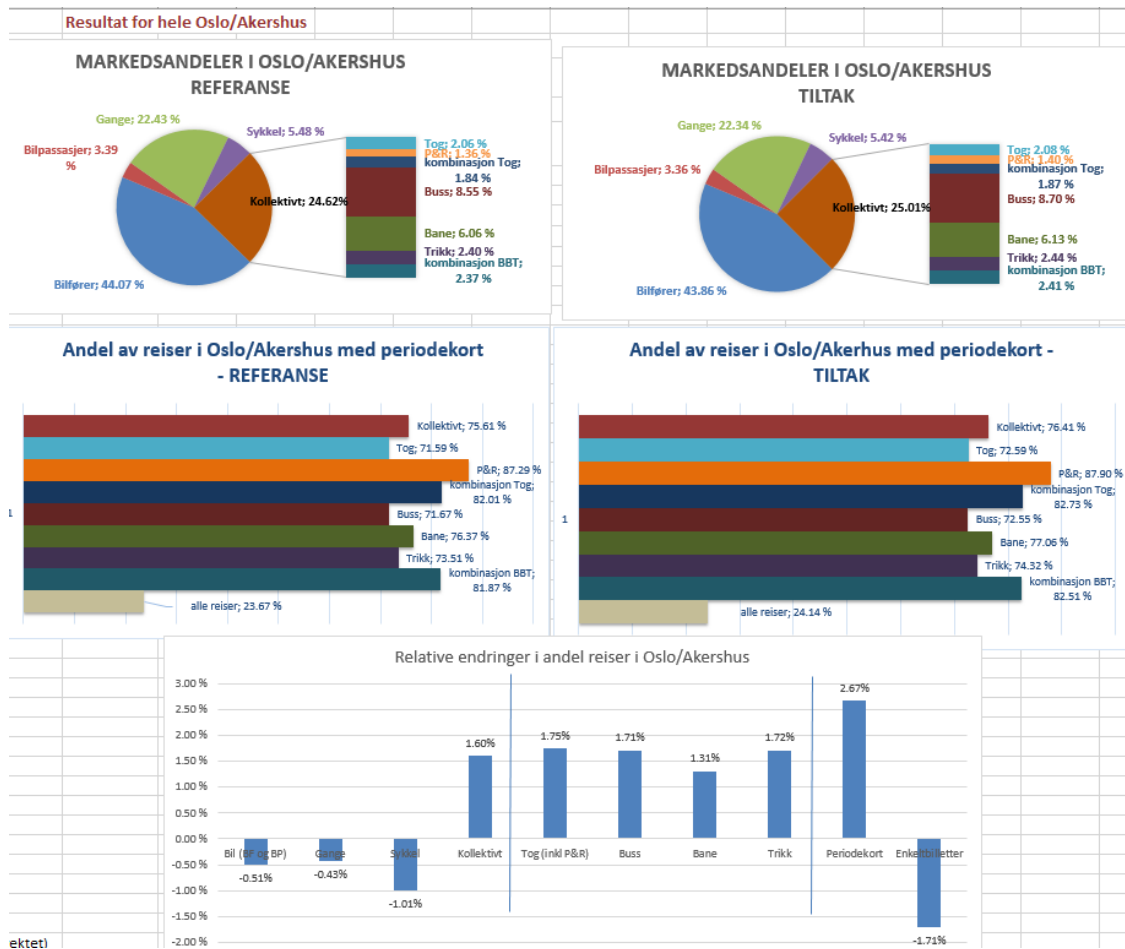 Resultat for hele Oslo/Akershus
MARKEDSANDELER I OSLO/AKERSHUS
REFERANSE
Gange; 22.43 %
Sykkel; 5.48 %
Bilpassasjer; 3.39
%
Tog; 2.06 %
P&R; 1.36 %
kombinasjon Tog;
1.84 %
Buss; 8.55 %
Kollektivt; 24.62%
Bane; 6.06 %
Trikk; 2.40 %
kombinasjon BBT;
2.37 %
Bilfører; 44.07 %
MARKEDSANDELER I OSLO/AKERSHUS
TILTAK
Gange; 22.34 %
Sykkel; 5.42 %
Bilpassasjer; 3.36 %
Tog; 2.08 %
P&R; 1.40 %
kombinasjon Tog;
1.87 %
Buss; 8.70 %
Kollektivt; 25.01%
Bane; 6.13 %
Trikk; 2.44 %
kombinasjon BBT;
2.41 %
Bilfører; 43.86 %
Andel av reiser i Oslo/Akershus med periodekort
- REFERANSE
Kollektivt; 75.61 %
Tog; 71.59 %
P&R; 87.29 %
kombinasjon Tog;
82.01 %
1
Buss; 71.67 %
Bane; 76.37 %
Trikk; 73.51 %
kombinasjon BBT;
81.87 %
alle reiser; 23.67 %
Andel av reiser i Oslo/Akerhus med periodekort -
TILTAK
Kollektivt; 76.41 %
Tog; 72.59 %
P&R; 87.90 %
kombinasjon Tog;
82.73 %
1
Buss; 72.55 %
Bane; 77.06 %
Trikk; 74.32 %
kombinasjon BBT;
82.51 %
alle reiser; 24.14 %
Relative endringer i andel reiser i Oslo/Akershus
3.00 %
2.50 %
2.00 %
1.50 %
1.00 %
0.50 %
0.00 %
-0.50 %
-1.00 %
-1.50 %
-2.00 %
-0.51%
-0.43%
-1.01%
1.60%
1.75%
1.71%
1.31%
1.72%
2.67%
-1.71%
Bil (BF og BP) Gange Sykkel Kollektivt Tog (inkl P&R) Buss Bane Trikk Periodekort Enkeltbilletter
ektet)